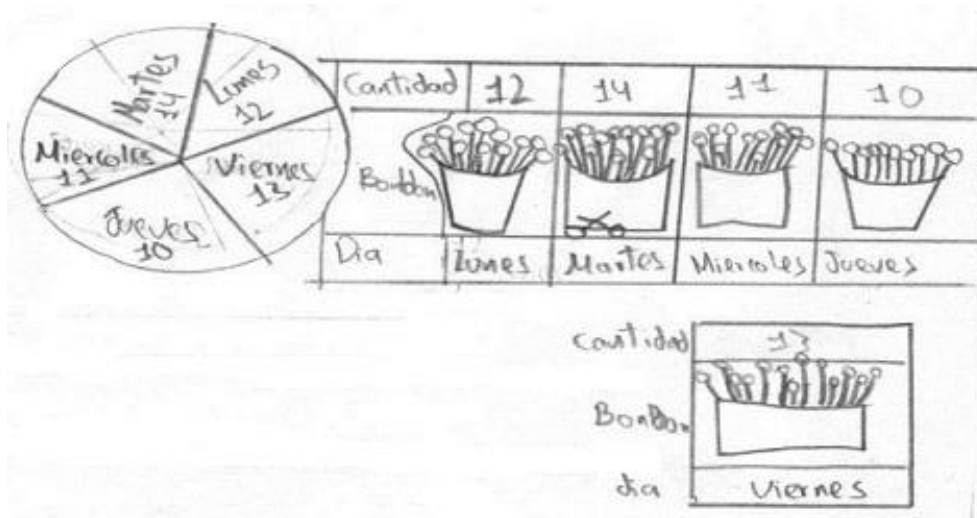 Martes
14
Lunes
12
Miercoles
11
Viernes
13
Jueves
10
Cantidad 12 14 11 10
Bombon
Dia Lunes Martes Miercoles Jueves
Cantidad 13
BonBon
dia Viernes